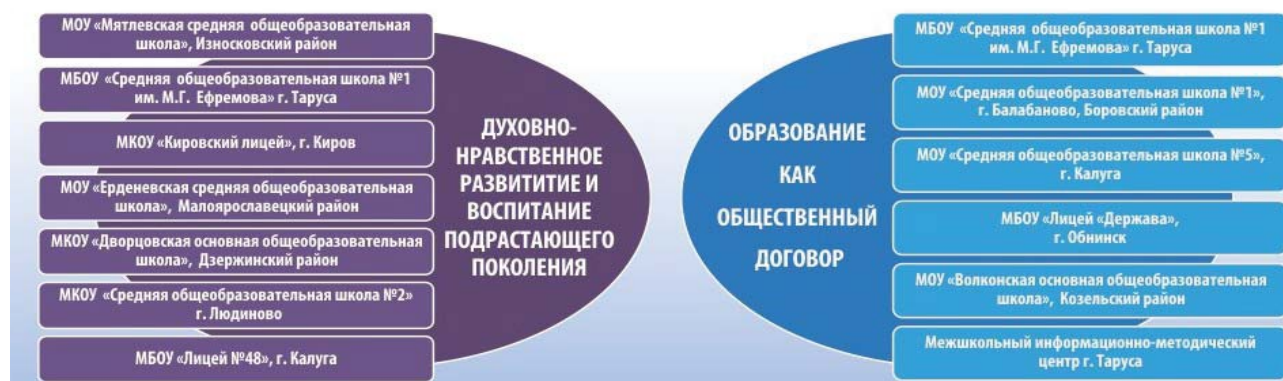 МОУ «Мятлевская средняя общеобразовательная
школа», Износковский район
МБОУ «Средняя общеобразовательная школа №1
им. М.Г. Ефремова» г. Таруса
МКОУ «Кировский лицей», г. Киров
МОУ «Ерденевская средняя общеобразовательная
школа», Малоярославецкий район
МКОУ «Дворцовская основная общеобразовательная
школа», Дзержинский район
МКОУ «Средняя общеобразовательная школа №2»
г. Людиново
МБОУ «Лицей №48», г. Калуга
ДУХОВНО-
НРАВСТВЕННОЕ
РАЗВИТИТИЕ И
ВОСПИТАНИЕ
ПОДРАСТАЮЩЕГО
ПОКОЛЕНИЯ
ОБРАЗОВАНИЕ
КАК
ОБЩЕСТВЕННЫЙ
ДОГОВОР
МБОУ «Средняя общеобразовательная школа №1
им. М.Г. Ефремова» г. Таруса
МОУ «Средняя общеобразовательная школа №1»,
г. Балабаново, Боровский район
МОУ «Средняя общеобразовательная школа №5»,
г. Калуга
МБОУ «Лицей «Держава»,
г. Обнинск
МОУ «Волконская основная общеобразовательная
школа», Козельский район
Межшкольный информационно-методический
центр г. Таруса